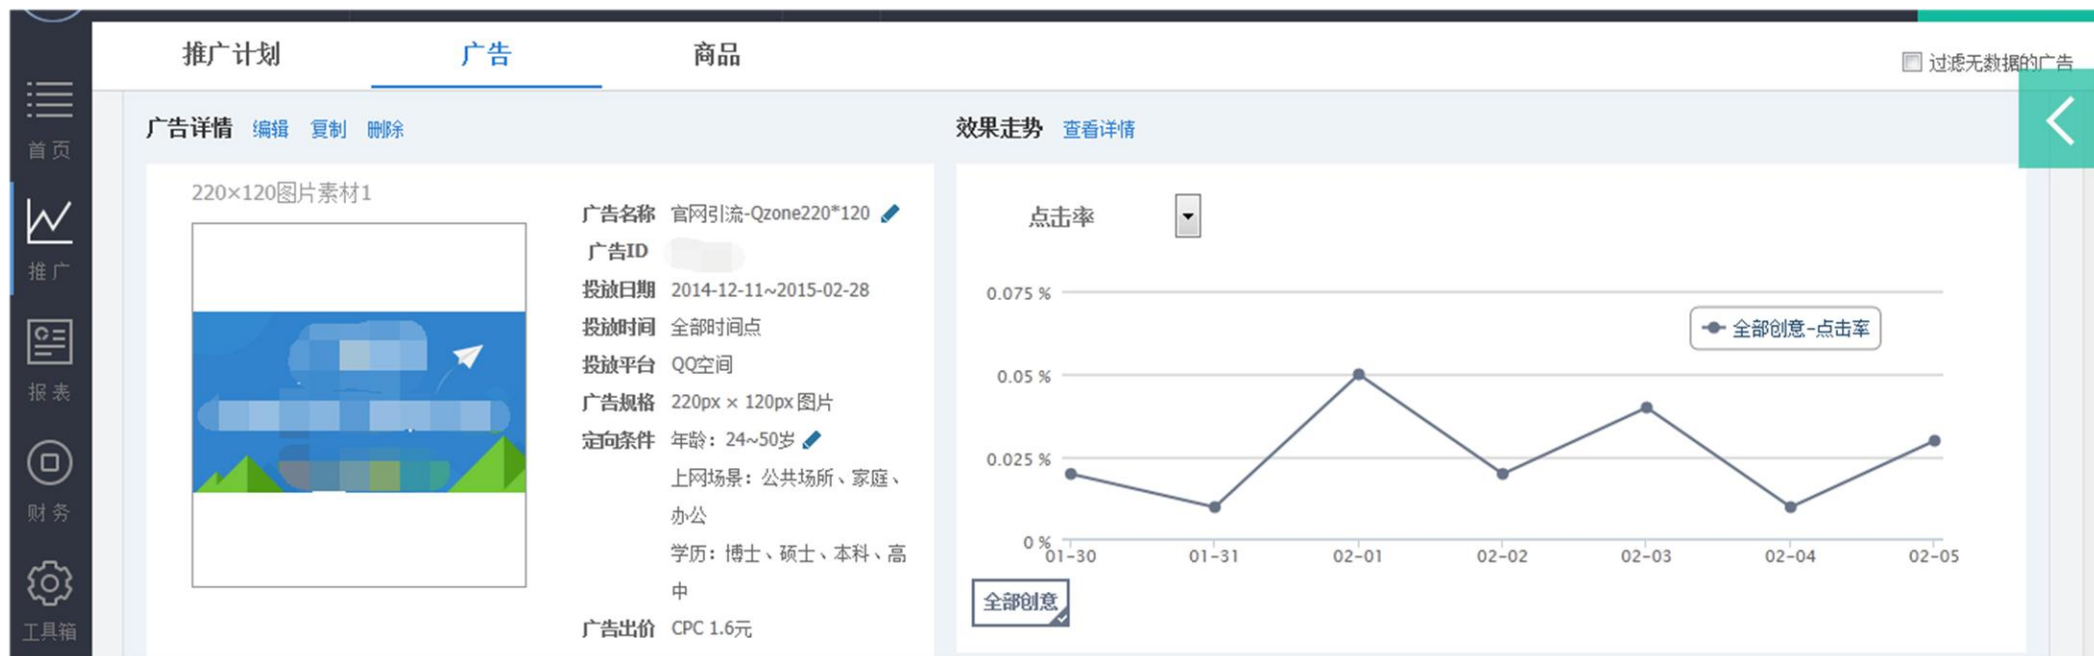 推广计划
广告
商品
过滤无数据的广告
首页
推广
报表
财务
工具箱
广告详情 编辑 复制 删除
220×120图片素材1
广告名称 官网引流-Qzone220*120
广告ID
投放日期 2014-12-11~2015-02-28
投放时间 全部时间点
投放平台 QQ空间
广告规格 220px × 120px图片
定向条件 年龄：24~50岁
上网场景：公共场所、家庭、
办公
学历：博士、硕士、本科、高
中
广告出价 CPC 1.6元
效果走势 查看详情
点击率
0.075 %
全部创意-点击率
0.05 %
0.025 %
0 %
01-30 01-31 02-01 02-02 02-03 02-04 02-05
全部创意